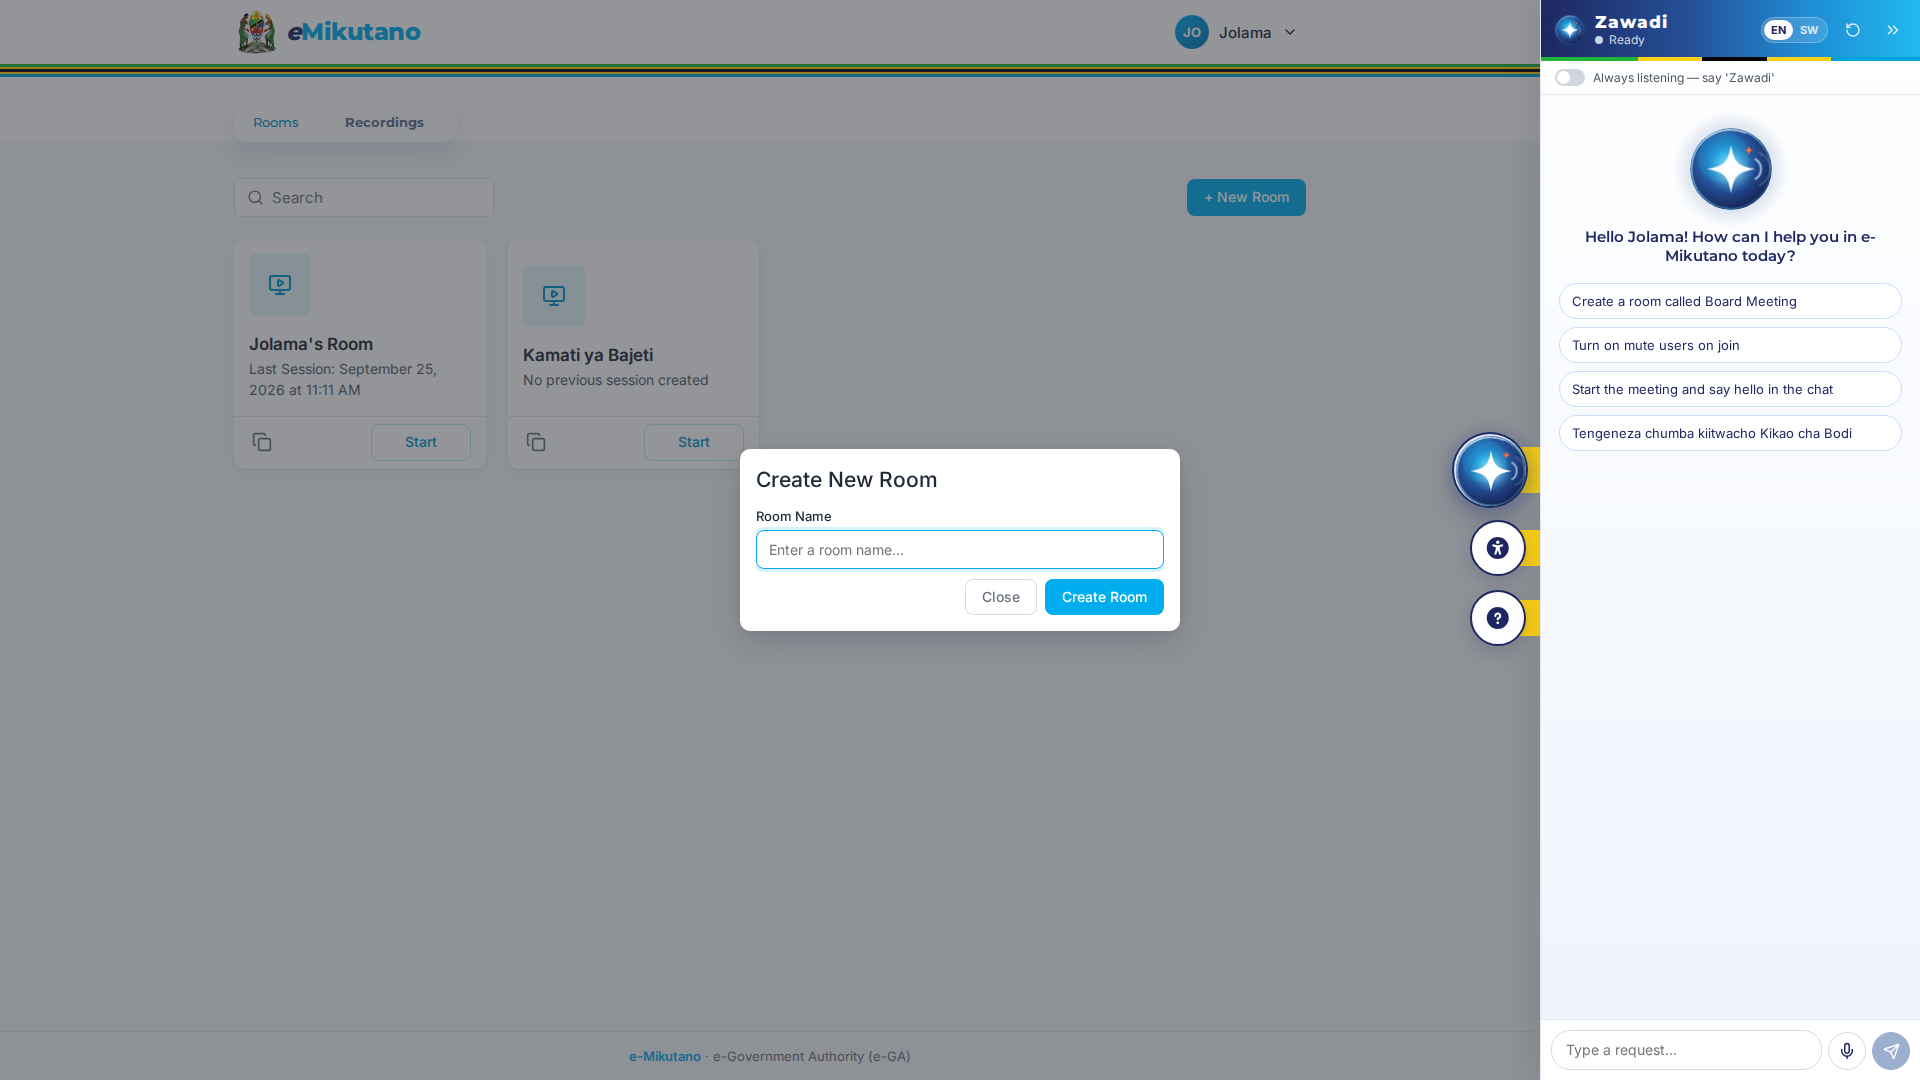 eMikutano
JO
Jolama
Rooms
Recordings
Search
+ New Room
Jolama's Room
Last Session: September 25,
2026 at 11:11 AM
Start
Kamati ya Bajeti
No previous session created
Start
Create New Room
Room Name
Enter a room name...
Close
Create Room
e-Mikutano · e-Government Authority (e-GA)
Zawadi
Ready
EN
SW
Always listening — say 'Zawadi'
Hello Jolama! How can I help you in e-
Mikutano today?
Create a room called Board Meeting
Turn on mute users on join
Start the meeting and say hello in the chat
Tengeneza chumba kiitwacho Kikao cha Bodi
Type a request...